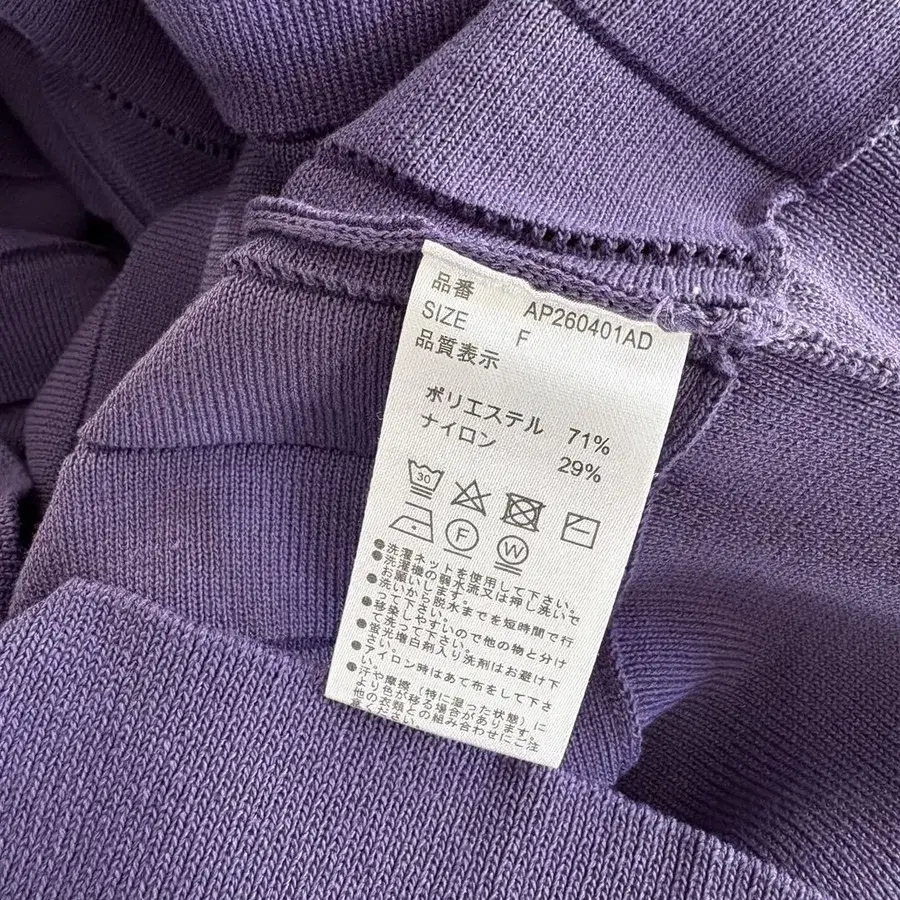 品番 AP260401AD
SIZE F
品質表示
ポリエステル 71%
ナイロン 29%
30
F
W
●洗濯ネットを使用して下さい。
●洗濯機の弱水流又は押し洗いで
お願いします。
●洗いから脱水までを短時間で行
って下さい。
●移染しやすいので他の物と分け
て洗って下さい。
●蛍光増白剤入り洗剤はお避け下
さい。
●アイロン時はあて布をして下さ
い。
●汗や摩擦（特に湿った状態）に
より色が移る場合があります。
他の衣類との組み合わせにご注
意ください。